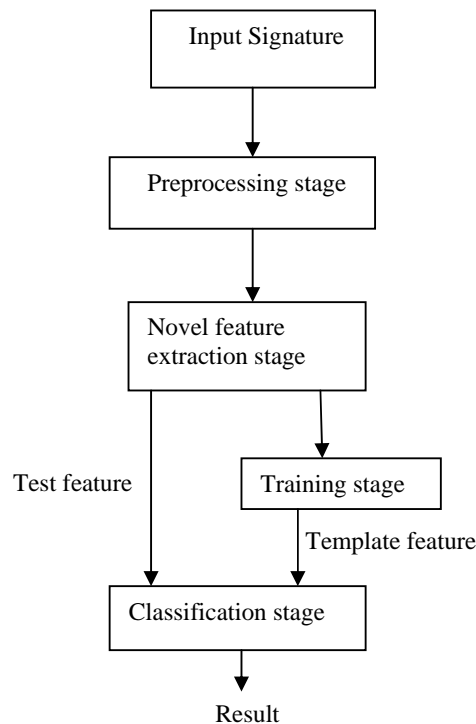 Input Signature
Preprocessing stage
Novel feature
extraction stage
Test feature
Training stage
Template feature
Classification stage
Result